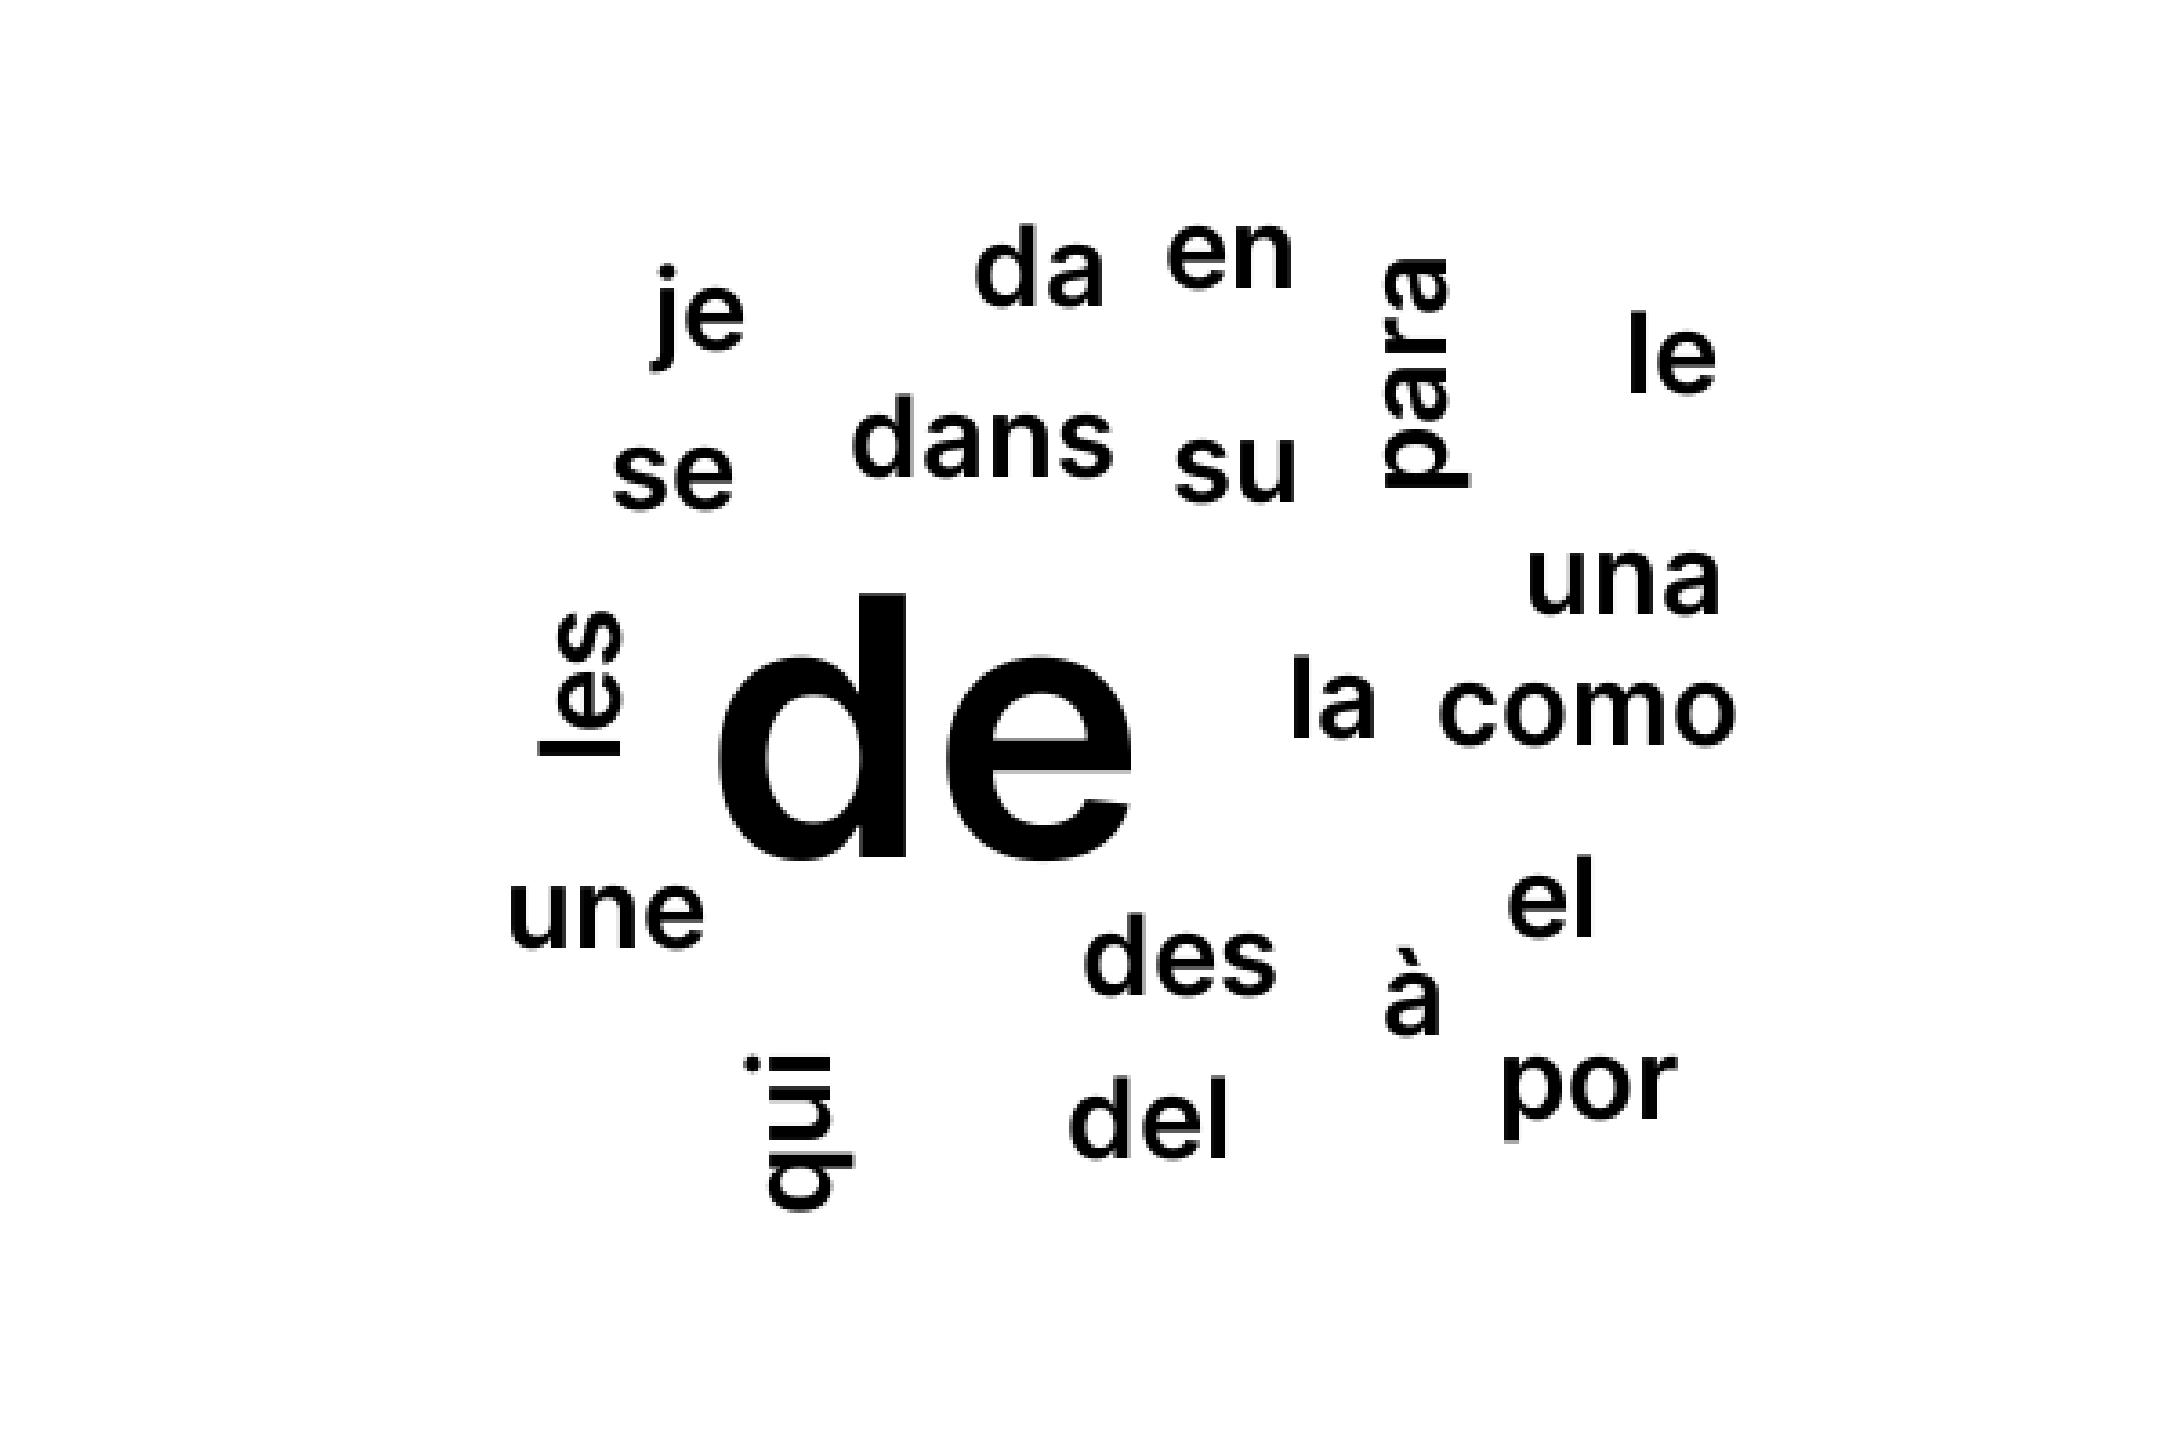 da en
je
para
le
dans su
se
una
les
de
la como
une
el
des
à
por
qui
del